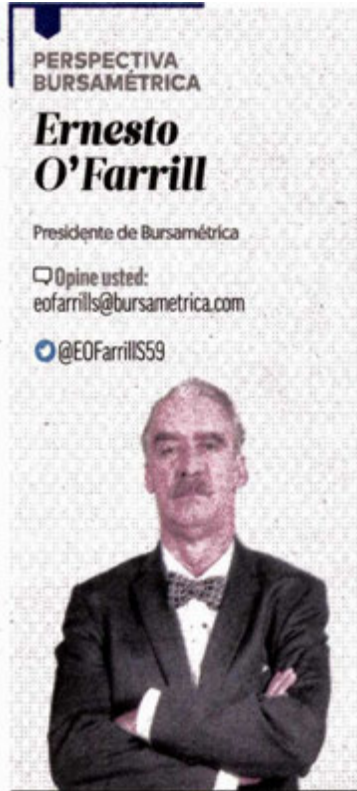 PERSPECTIVA
BURSAMÉTRICA
Ernesto
O'Farrill
Presidente de Bursamétrica
Opine usted:
eofarrills@bursametrica.com
@EOFarrillS59